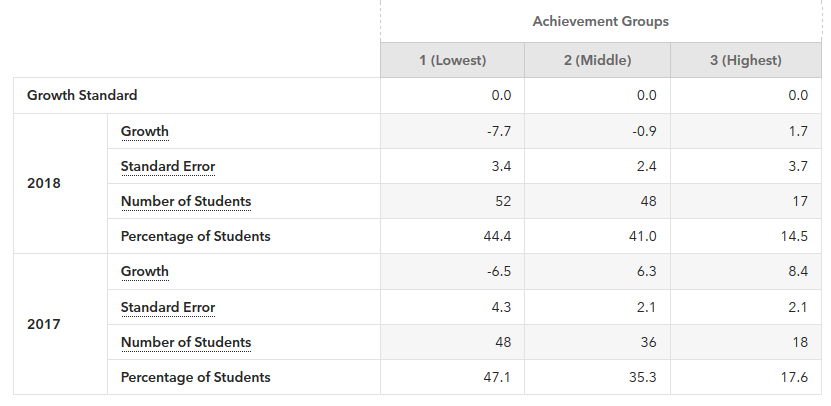 Achievement Groups
1 (Lowest) 2 (Middle) 3 (Highest)
Growth Standard 0.0 0.0 0.0
2018
Growth -7.7 -0.9 1.7
Standard Error 3.4 2.4 3.7
Number of Students 52 48 17
Percentage of Students 44.4 41.0 14.5
2017
Growth -6.5 6.3 8.4
Standard Error 4.3 2.1 2.1
Number of Students 48 36 18
Percentage of Students 47.1 35.3 17.6